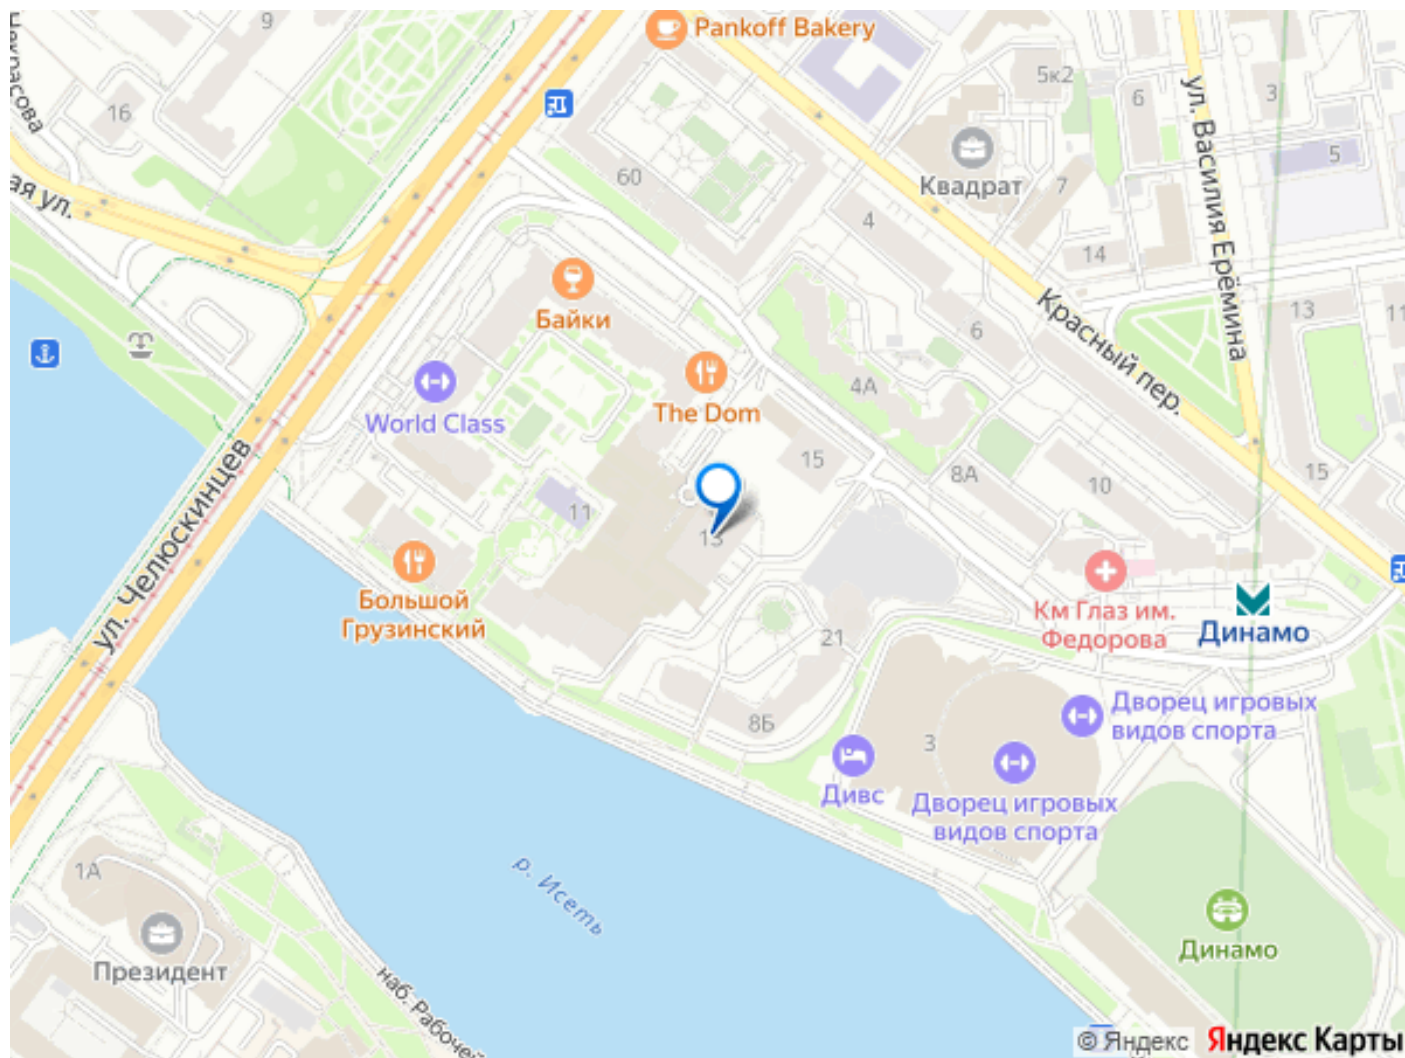 9
Pankoff Bakery
5к2
6
3
16
ул. Василия Ерёмина
5
60
Квадрат
7
ая ул.
4
14
Байки
Красный пер.
13
6
World Class
The Dom
4А
15
8А
10
15
11
ул. Челюскинцев
Большой
Грузинский
Км Глаз им.
Федорова
Динамо
21
8Б
3
Дворец игровых
видов спорта
Дивс
Дворец игровых
видов спорта
1А
р. Исеть
Президент
Динамо
наб. Рабочей
© Яндекс
Яндекс Карты